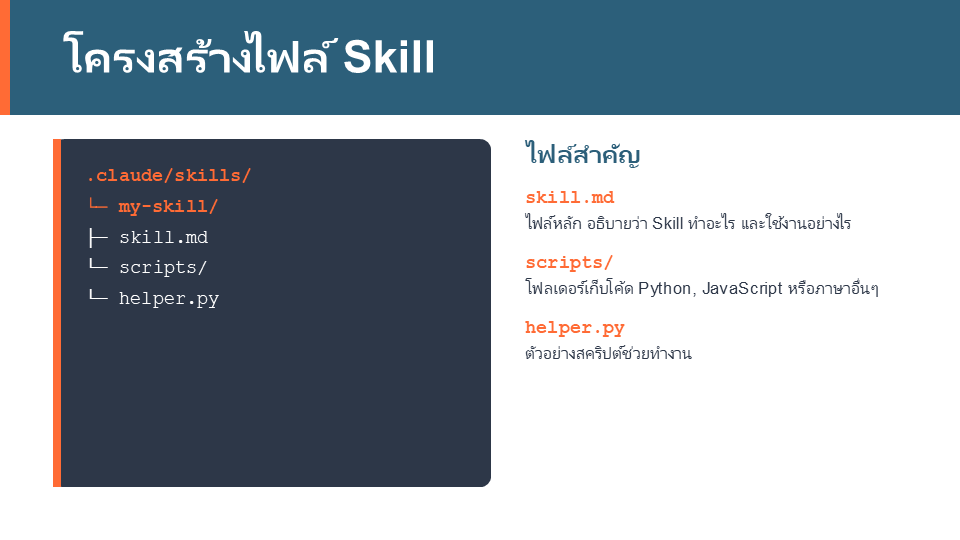 โครงสร้างไฟล์ Skill
.claude/skills/
└─ my-skill/
├─ skill.md
└─ scripts/
└─ helper.py
ไฟล์สำคัญ
skill.md
ไฟล์หลัก อธิบายว่า Skill ทำอะไร และใช้งานอย่างไร
scripts/
โฟลเดอร์เก็บโค้ด Python, JavaScript หรือภาษาอื่นๆ
helper.py
ตัวอย่างสคริปต์ช่วยทำงาน